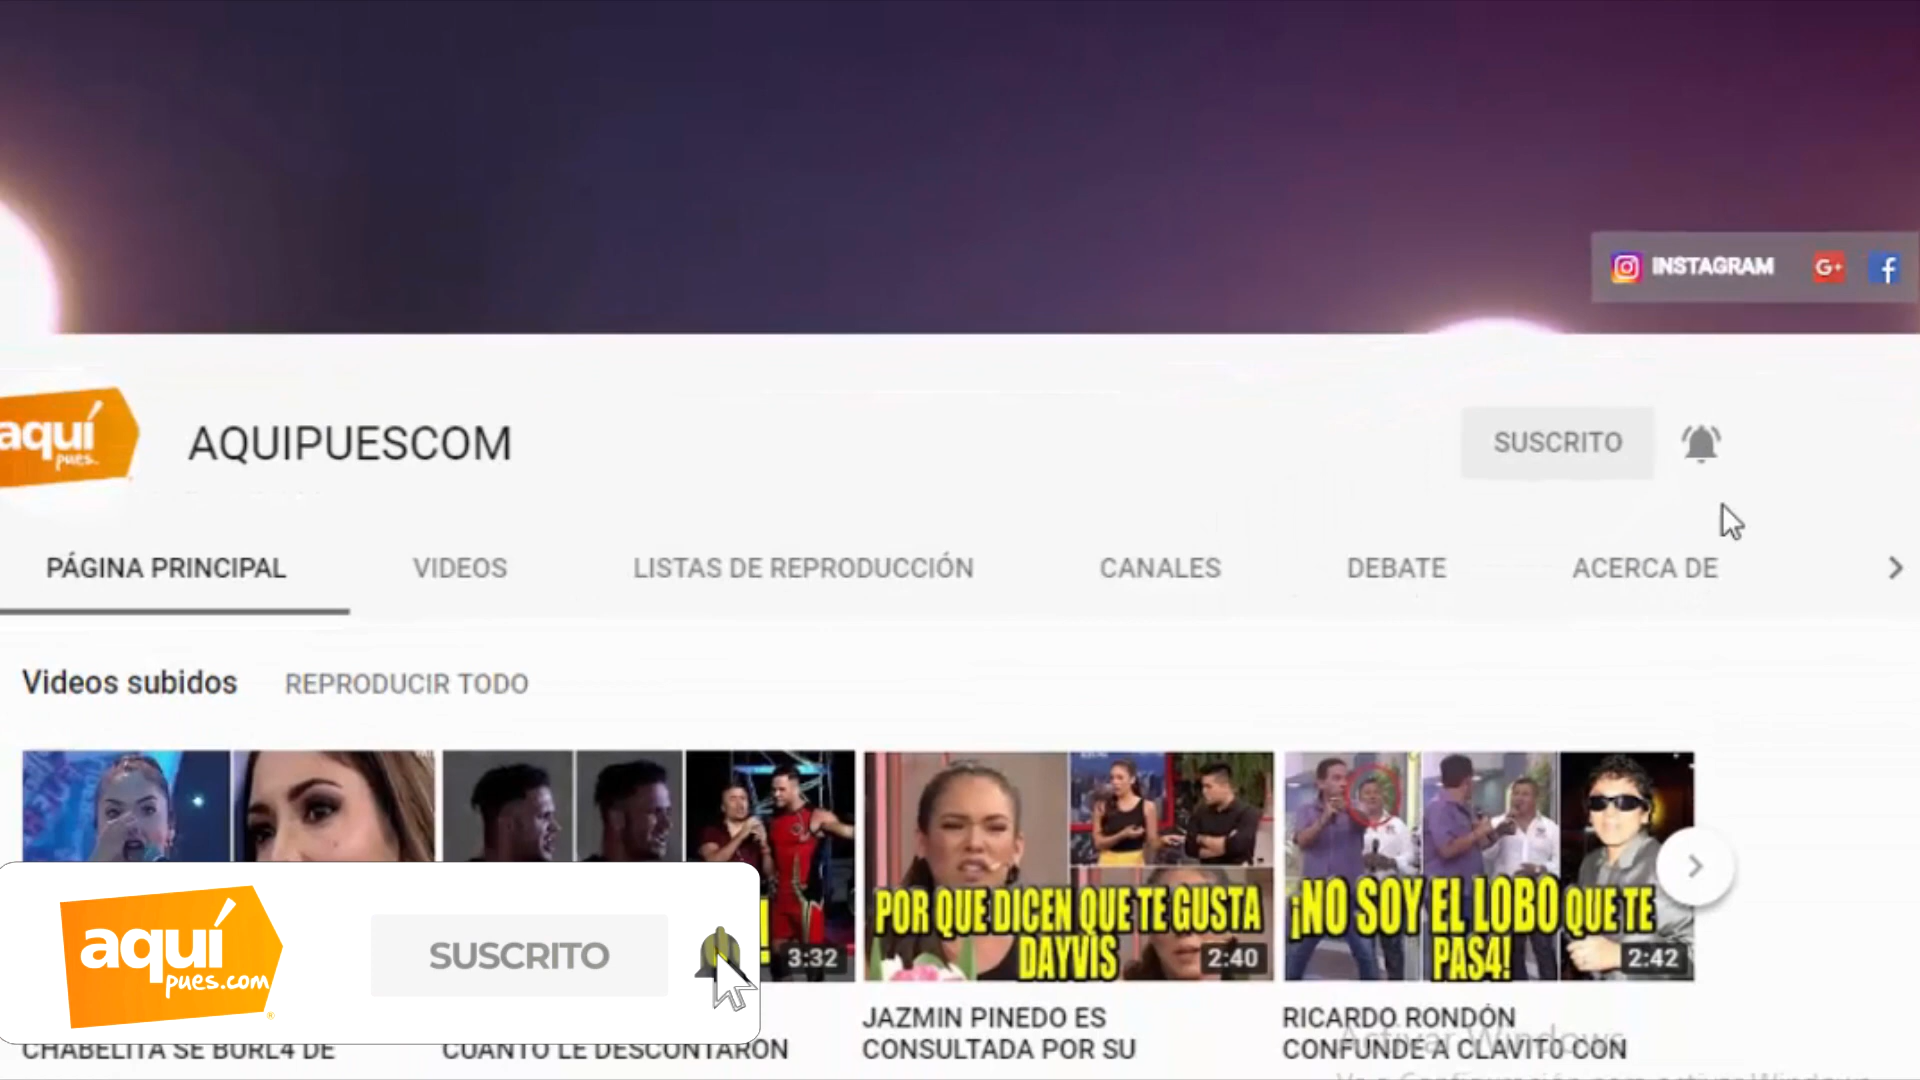 INSTAGRAM
aquí
pues.
AQUIPUESCOM
SUSCRITO
PÁGINA PRINCIPAL
VIDEOS
LISTAS DE REPRODUCCIÓN
CANALES
DEBATE
ACERCA DE
Videos subidos
REPRODUCIR TODO
POR QUE DICEN QUE TE GUSTA
DAYVIS
2:40
¡NO SOY EL LOBO QUE TE
PAS4!
2:42
3:32
aquí
pues.com
SUSCRITO
CHABELITA SE BURL4 DE
CUANTO LE DESCONTARON
JAZMIN PINEDO ES
CONSULTADA POR SU
RICARDO RONDÓN
CONFUNDE A CLAVITO CON
Activar Windows